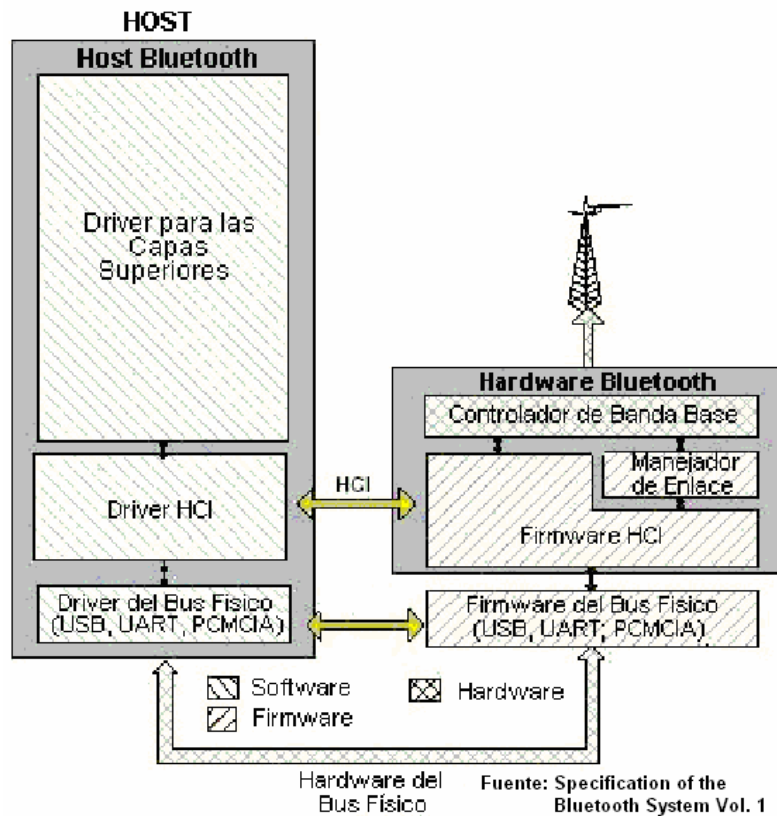 HOST
Host Bluetooth
Driver para las
Capas
Superiores
Hardware Bluetooth
Controlador de Banda Base
Manejador
de Enlace
HCI
Driver HCI
Firmware HCI
Driver del Bus Físico
(USB, UART, PCMCIA)
Firmware del Bus Fisico
(USB, UART; PCMCIA)
Software
Hardware
Firmware
Hardware del
Bus Físico
Fuente: Specification of the
Bluetooth System Vol. 1